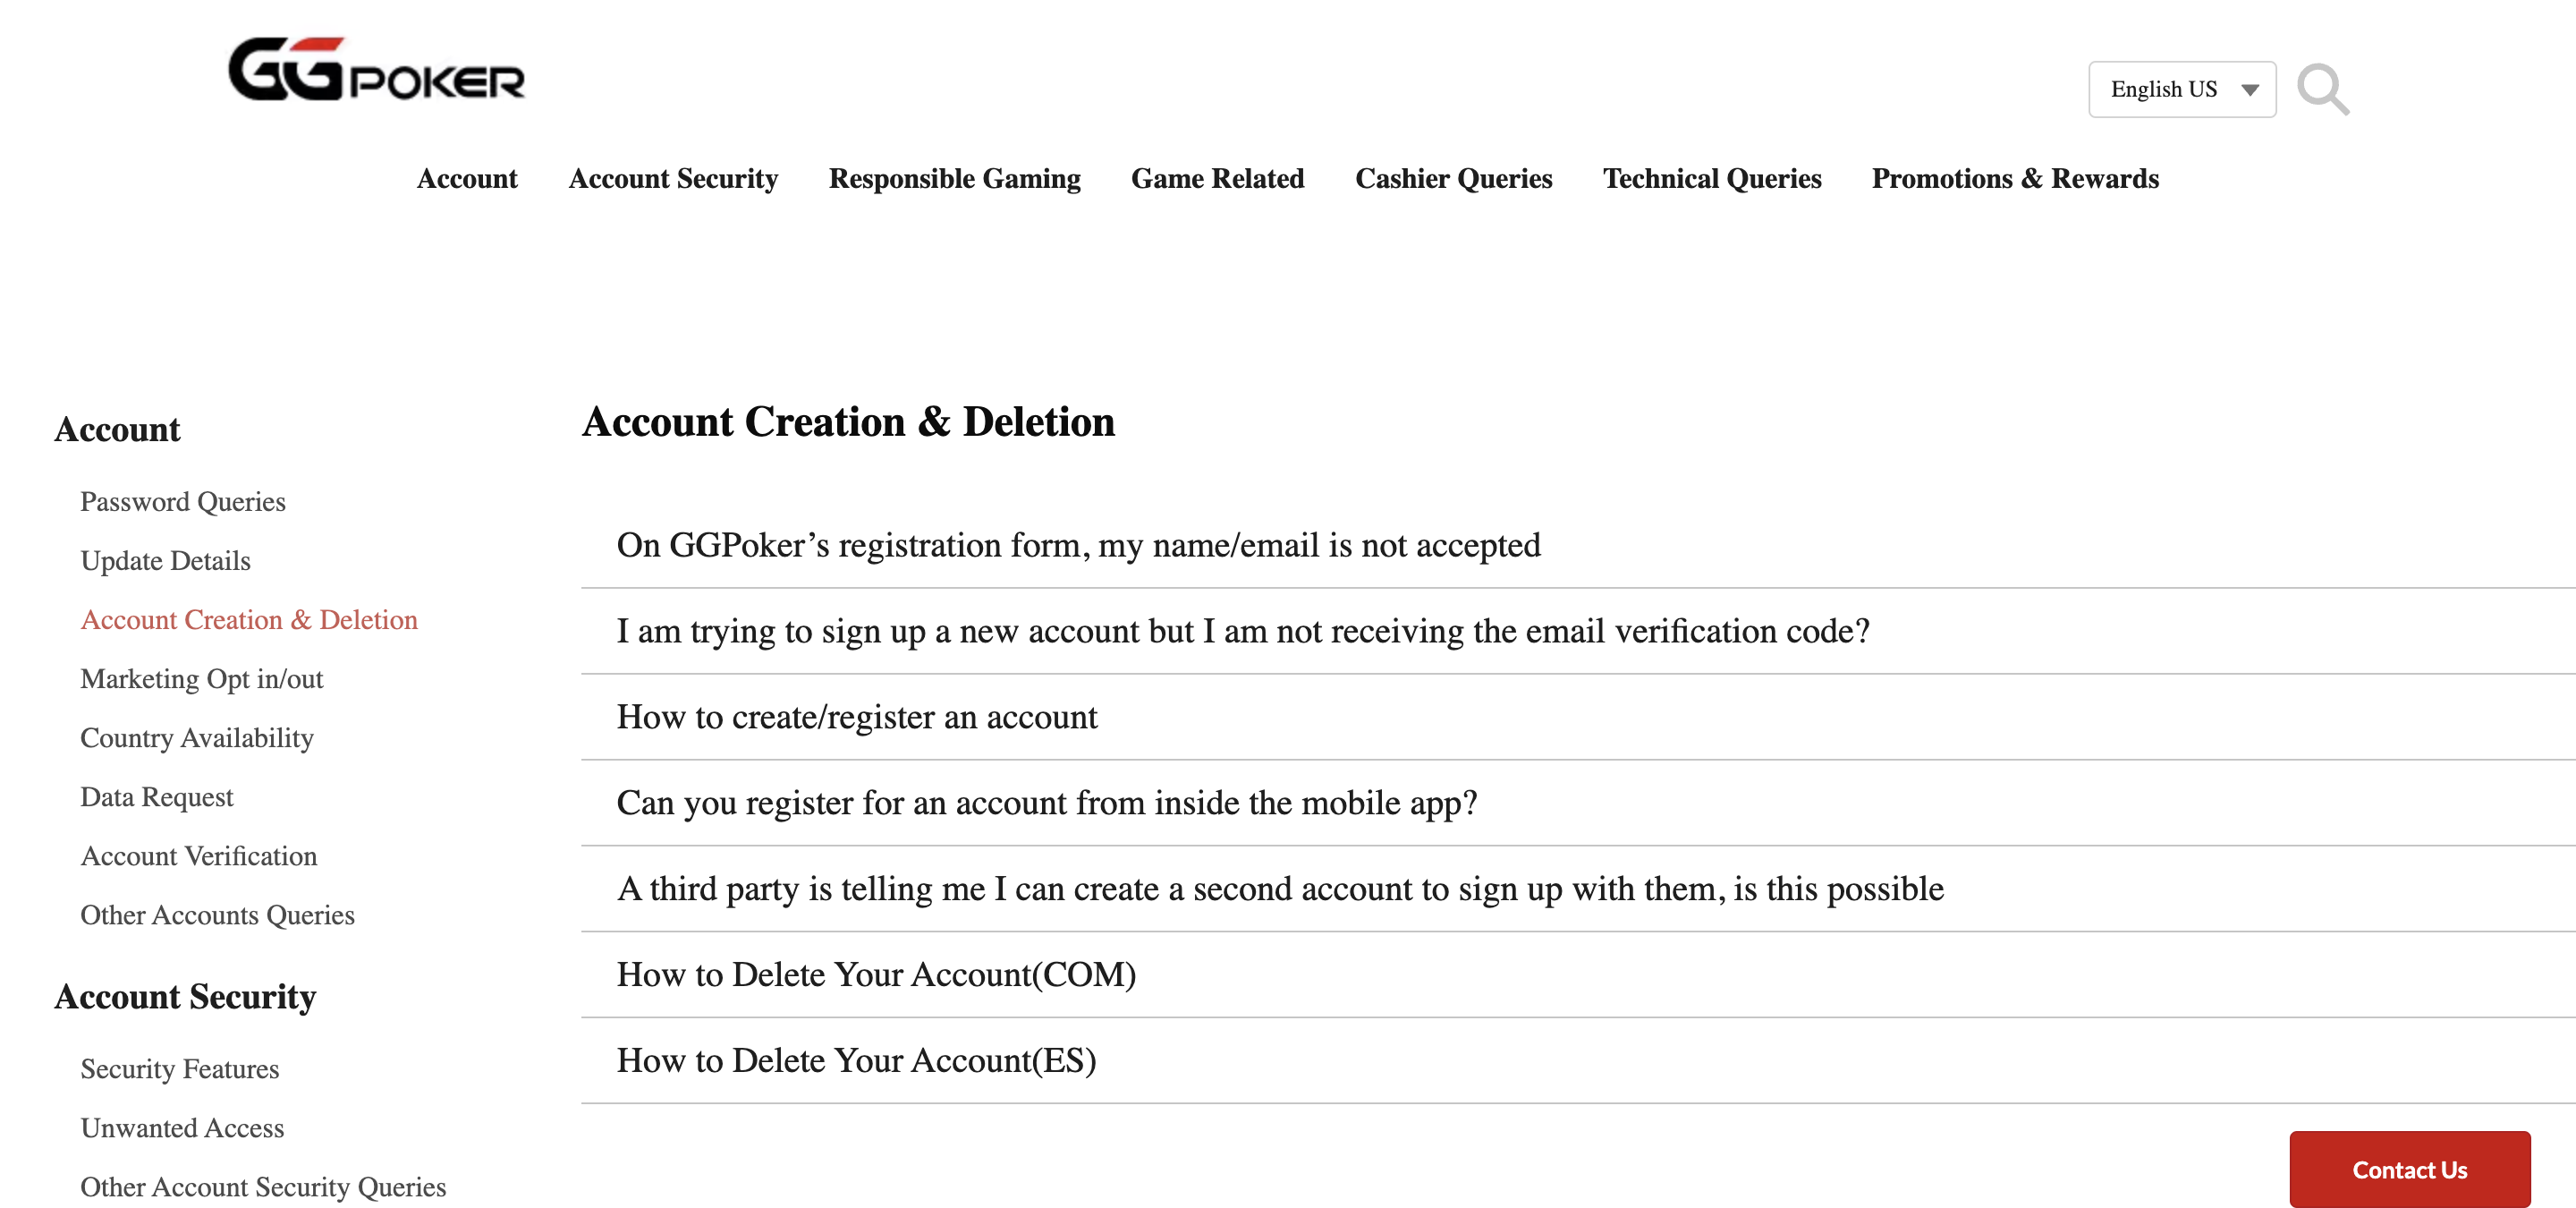 GGPOKER
English US
Account Account Security Responsible Gaming Game Related Cashier Queries Technical Queries Promotions & Rewards
Account
Password Queries
Update Details
Account Creation & Deletion
Marketing Opt in/out
Country Availability
Data Request
Account Verification
Other Accounts Queries
Account Security
Security Features
Unwanted Access
Other Account Security Queries
Account Creation & Deletion
On GGPoker’s registration form, my name/email is not accepted
I am trying to sign up a new account but I am not receiving the email verification code?
How to create/register an account
Can you register for an account from inside the mobile app?
A third party is telling me I can create a second account to sign up with them, is this possible
How to Delete Your Account(COM)
How to Delete Your Account(ES)
Contact Us